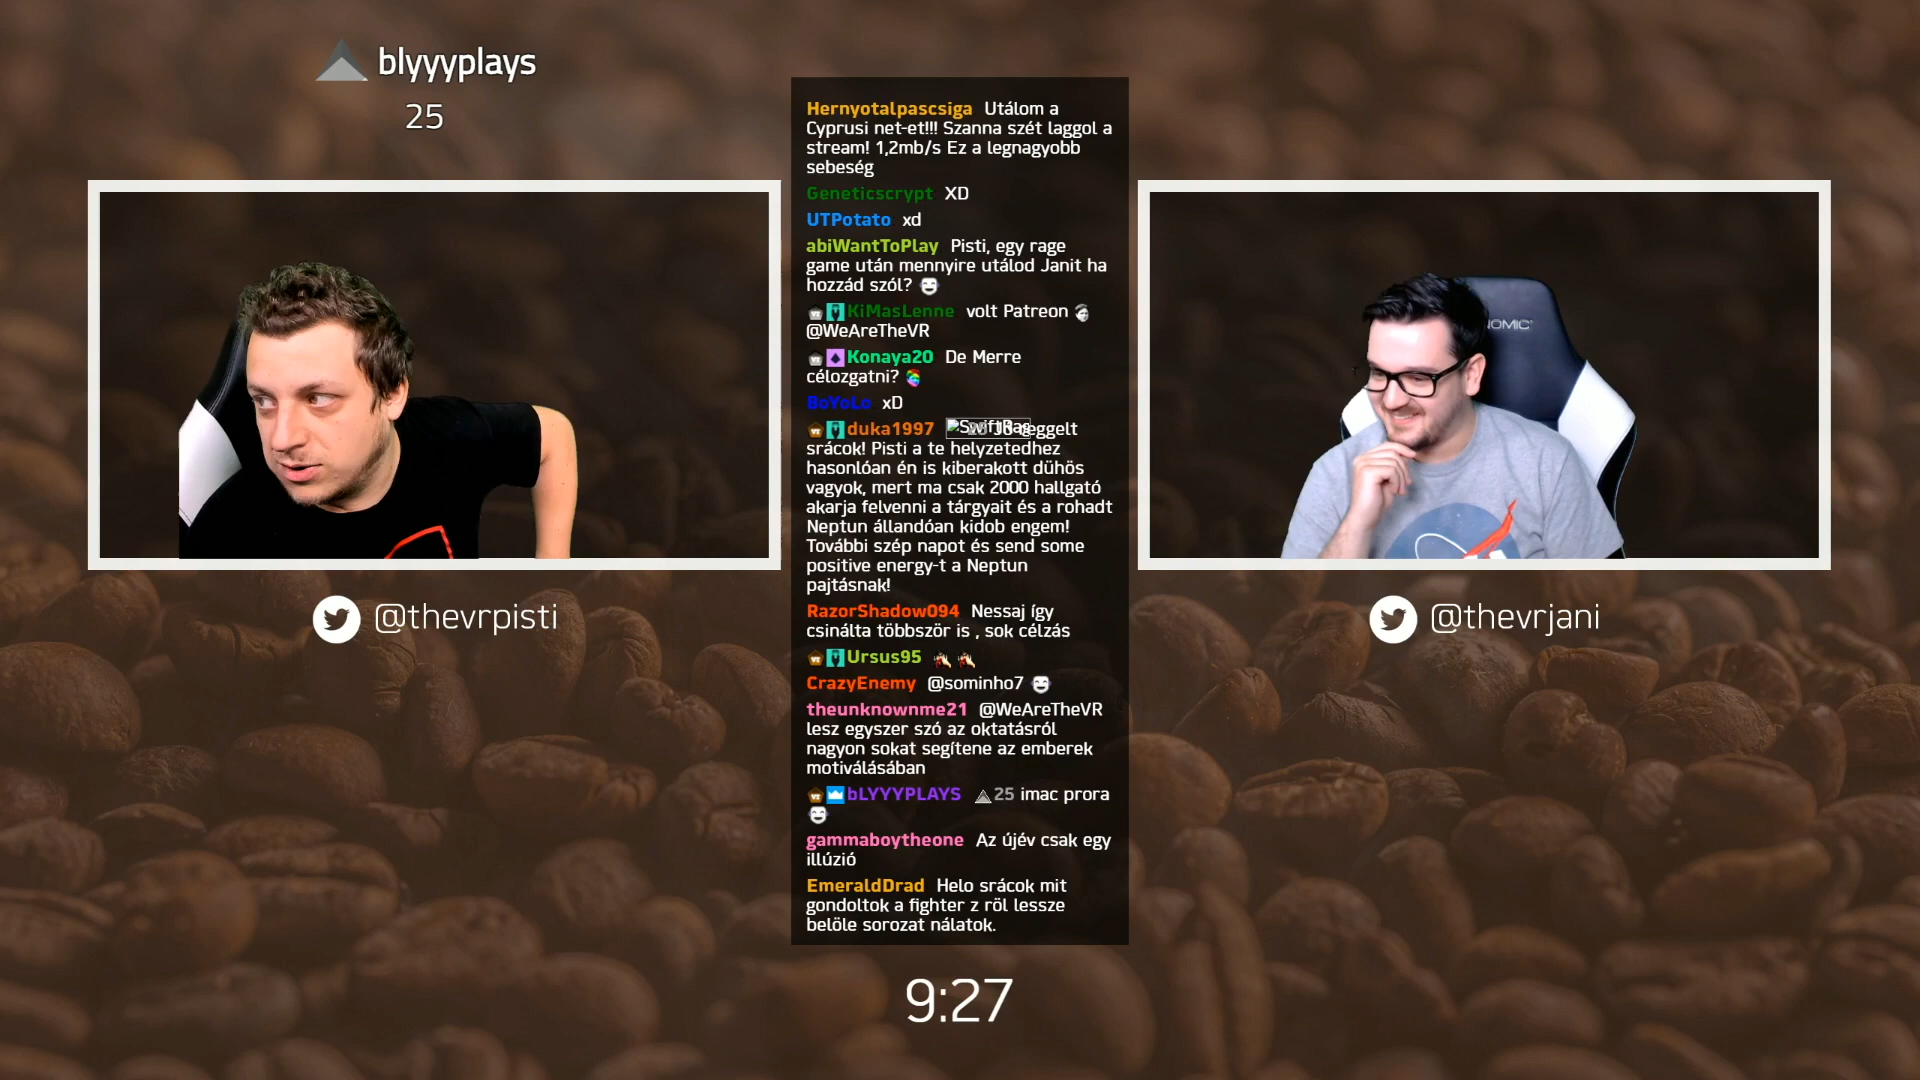 blyyyplays
25
Hernyotalpascsiga Utálom a
Cyprusi net-et!!! Szanna szét laggol a
stream! 1,2mb/s Ez a legnagyobb
sebeség
Geneticscrypt XD
UTPotato xd
abiWantToPlay Pisti, egy rage
game után mennyire utálod Janit ha
hozzád szól?
KiMasLenne volt Patreon
@WeAreTheVR
Konaya20 De Merre
célozgatni?
BoYoLo xD
duka1997 25 Jó reggelt
srácok! Pisti a te helyzetedhez
hasonlóan én is kiberakott dühös
vagyok, mert ma csak 2000 hallgató
akarja felvenni a tárgyait és a rohadt
Neptun állandóan kidob engem!
További szép napot és send some
positive energy-t a Neptun
pajtásnak!
RazorShadow094 Nessaj így
csinálta többször is , sok célzás
Ursus95
CrazyEnemy @sominho7
theunknownme21 @WeAreTheVR
lesz egyszer szó az oktatásról
nagyon sokat segítene az emberek
motiválásában
bLYYYPLAYS 25 imac prora
gammaboytheone Az újév csak egy
illúzió
EmeraldDrad Helo srácok mit
gondoltok a fighter z röl lessze
belöle sorozat nálatok.
NOMIC
@thevrpisti
@thevrjani
9:27